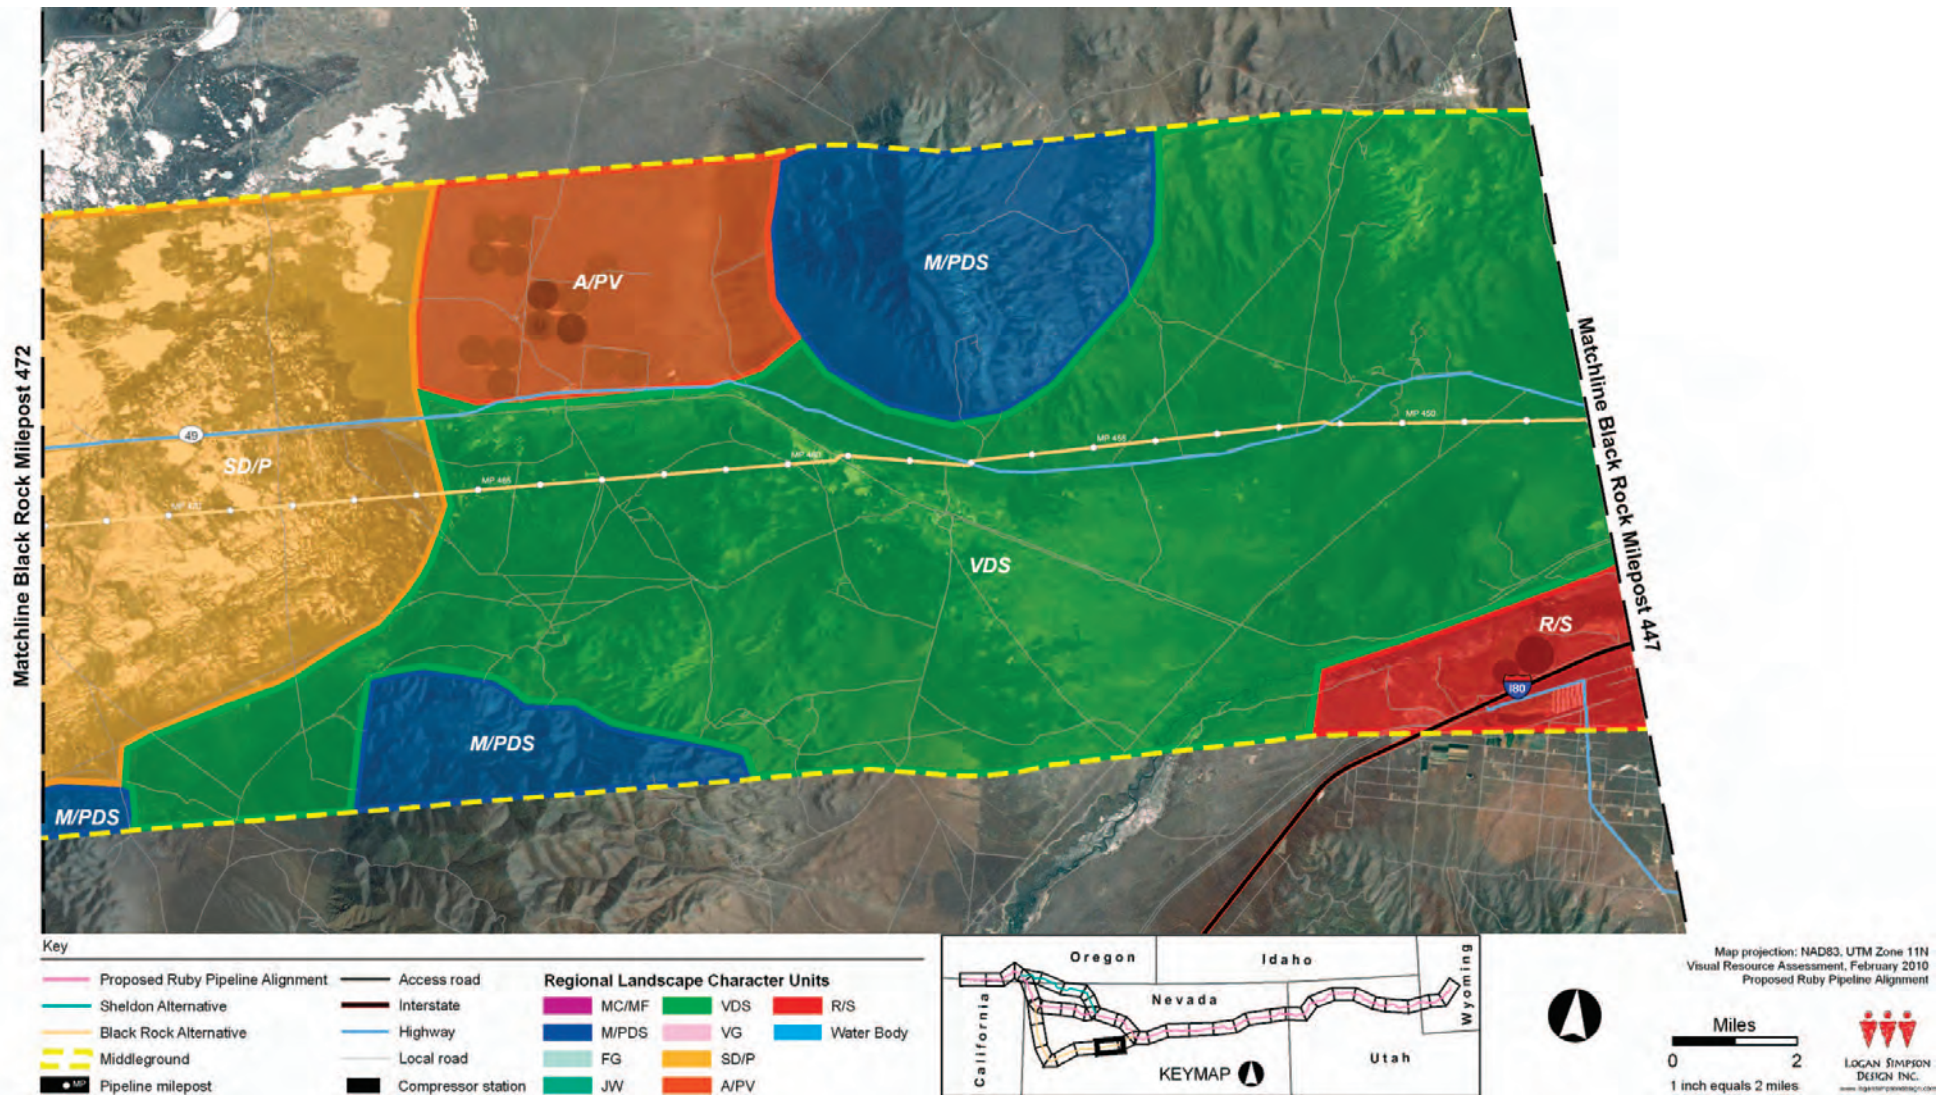 A/PV
M/PDS
49
SD/P
MP 450
MP 455
MP 460
MP 465
MP 470
VDS
R/S
I80
M/PDS
M/PDS
Matchline Black Rock Milepost 472
Matchline Black Rock Milepost 447
Key
Proposed Ruby Pipeline Alignment
Sheldon Alternative
Black Rock Alternative
Middleground
MP Pipeline milepost
Access road
Interstate
Highway
Local road
Compressor station
Regional Landscape Character Units
MC/MF
M/PDS
FG
JW
VDS
VG
SD/P
A/PV
R/S
Water Body
Oregon
Idaho
Wyoming
Nevada
California
Utah
KEYMAP
Map projection: NAD83, UTM Zone 11N
Visual Resource Assessment, February 2010
Proposed Ruby Pipeline Alignment
Miles
0 2
1 inch equals 2 miles
LOGAN SIMPSON
DESIGN INC.